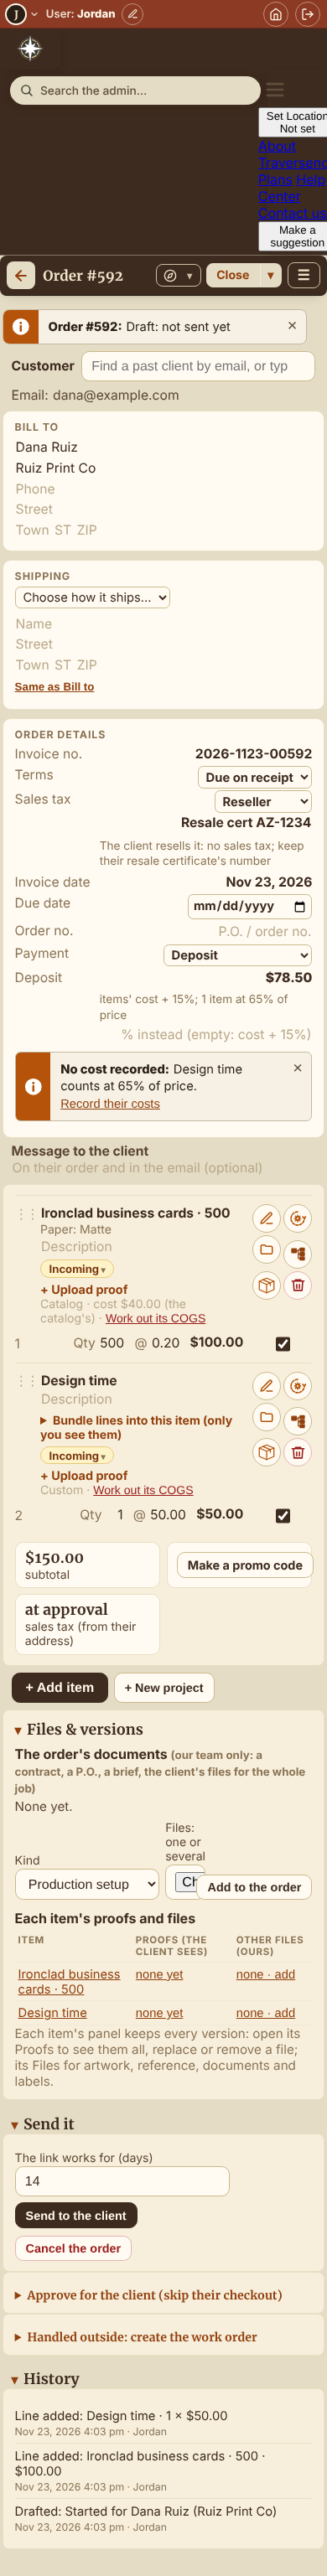 J User: Jordan
Search the admin...
Set Location
Not set
About
Plans Help
Center
Contact us
Make a
suggestion
Order #592
Close
Order #592: Draft: not sent yet
Customer Find a past client by email, or typ
Email: dana@example.com
BILL TO
Dana Ruiz
Ruiz Print Co
Phone
Street
Town ST ZIP
SHIPPING
Choose how it ships...
Name
Street
Town ST ZIP
Same as Bill to
ORDER DETAILS
Invoice no. 2026-1123-00592
Terms Due on receipt
Sales tax Reseller
Resale cert AZ-1234
The client resells it: no sales tax; keep
their resale certificate's number
Invoice date Nov 23, 2026
Due date mm/dd/yyyy
Order no. P.O. / order no.
Payment Deposit
Deposit $78.50
items' cost + 15%; 1 item at 65% of
price
% instead (empty: cost + 15%)
No cost recorded: Design time
counts at 65% of price.
Record their costs
Message to the client
On their order and in the email (optional)
Ironclad business cards · 500
Paper: Matte
Description
Incoming
+ Upload proof
Catalog · cost $40.00 (the
catalog's) · Work out its COGS
1 Qty 500 @ 0.20 $100.00
Design time
Description
Bundle lines into this item (only
you see them)
Incoming
+ Upload proof
Custom · Work out its COGS
2 Qty 1 @ 50.00 $50.00
$150.00
subtotal
Make a promo code
at approval
sales tax (from their
address)
+ Add item
+ New project
Files & versions
The order's documents (our team only: a
contract, a P.O., a brief, the client's files for the whole
job)
None yet.
Kind
Files:
one or
several
Production setup
Add to the order
Each item's proofs and files
ITEM PROOFS (THE CLIENT SEES) OTHER FILES (OURS)
Ironclad business cards · 500 none yet none · add
Design time none yet none · add
Each item's panel keeps every version: open its
Proofs to see them all, replace or remove a file;
its Files for artwork, reference, documents and
labels.
Send it
The link works for (days)
14
Send to the client
Cancel the order
Approve for the client (skip their checkout)
Handled outside: create the work order
History
Line added: Design time · 1 × $50.00
Nov 23, 2026 4:03 pm · Jordan
Line added: Ironclad business cards · 500 ·
$100.00
Nov 23, 2026 4:03 pm · Jordan
Drafted: Started for Dana Ruiz (Ruiz Print Co)
Nov 23, 2026 4:03 pm · Jordan